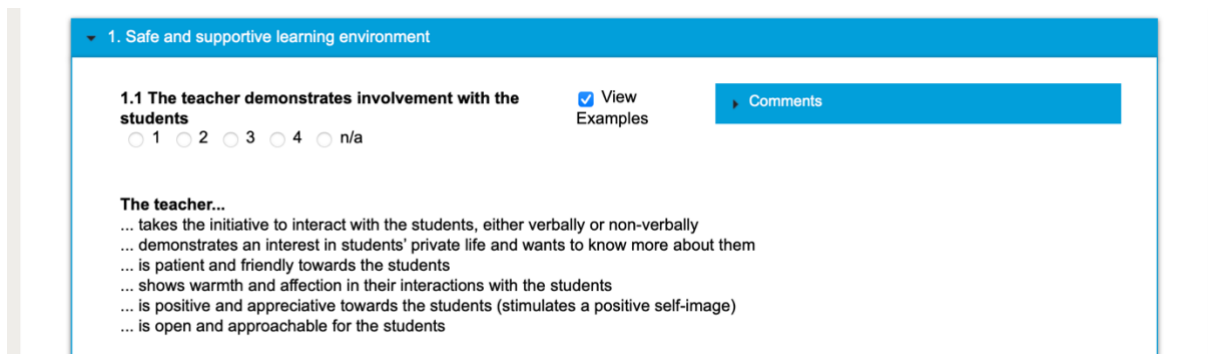 1. Safe and supportive learning environment
1.1 The teacher demonstrates involvement with the
students
1 2 3 4 n/a
View
Examples
Comments
The teacher...
... takes the initiative to interact with the students, either verbally or non-verbally
... demonstrates an interest in students' private life and wants to know more about them
... is patient and friendly towards the students
... shows warmth and affection in their interactions with the students
... is positive and appreciative towards the students (stimulates a positive self-image)
... is open and approachable for the students